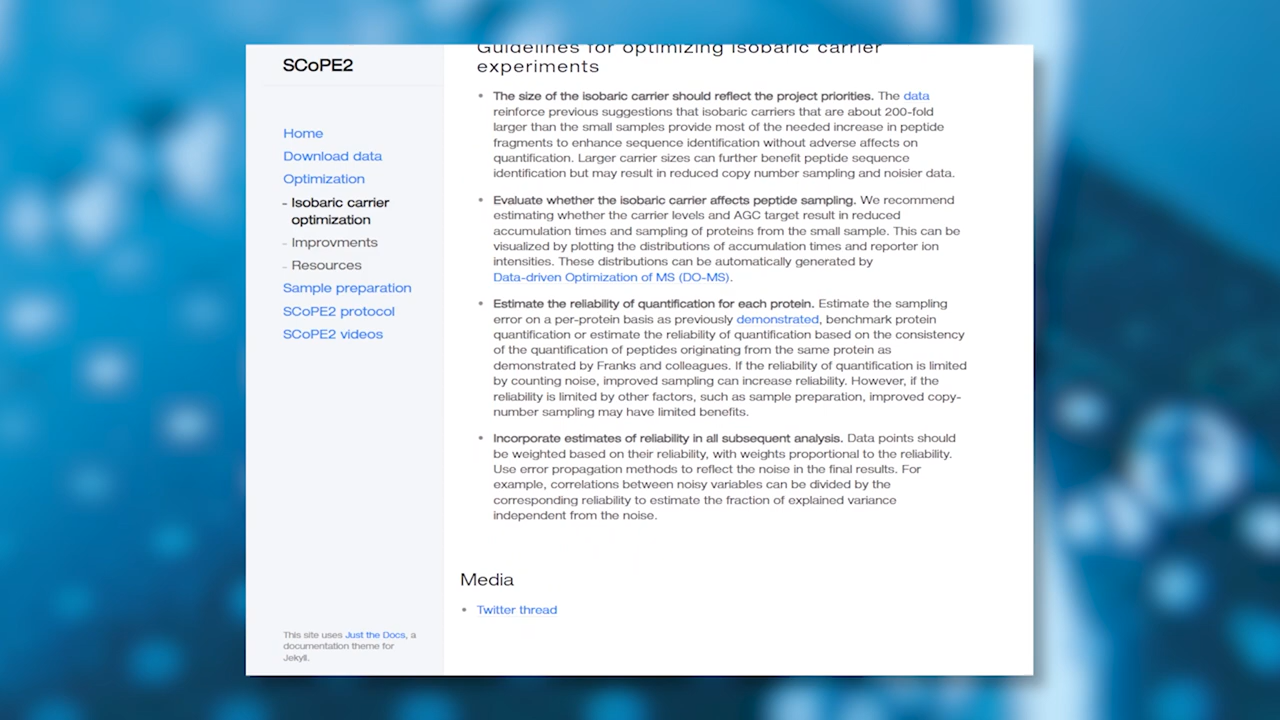 SCoPE2
Home
Download data
Optimization
- Isobaric carrier
optimization
- Improvments
- Resources
Sample preparation
SCoPE2 protocol
SCoPE2 videos
This site uses Just the Docs, a
documentation theme for
Jekyll.
Guidelines for optimizing isobaric carrier
experiments
• The size of the isobaric carrier should reflect the project priorities. The data
reinforce previous suggestions that isobaric carriers that are about 200-fold
larger than the small samples provide most of the needed increase in peptide
fragments to enhance sequence identification without adverse affects on
quantification. Larger carrier sizes can further benefit peptide sequence
identification but may result in reduced copy number sampling and noisier data.
• Evaluate whether the isobaric carrier affects peptide sampling. We recommend
estimating whether the carrier levels and AGC target result in reduced
accumulation times and sampling of proteins from the small sample. This can be
visualized by plotting the distributions of accumulation times and reporter ion
intensities. These distributions can be automatically generated by
Data-driven Optimization of MS (DO-MS).
• Estimate the reliability of quantification for each protein. Estimate the sampling
error on a per-protein basis as previously demonstrated, benchmark protein
quantification or estimate the reliability of quantification based on the consistency
of the quantification of peptides originating from the same protein as
demonstrated by Franks and colleagues. If the reliability of quantification is limited
by counting noise, improved sampling can increase reliability. However, if the
reliability is limited by other factors, such as sample preparation, improved copy-
number sampling may have limited benefits.
• Incorporate estimates of reliability in all subsequent analysis. Data points should
be weighted based on their reliability, with weights proportional to the reliability.
Use error propagation methods to reflect the noise in the final results. For
example, correlations between noisy variables can be divided by the
corresponding reliability to estimate the fraction of explained variance
independent from the noise.
Media
• Twitter thread